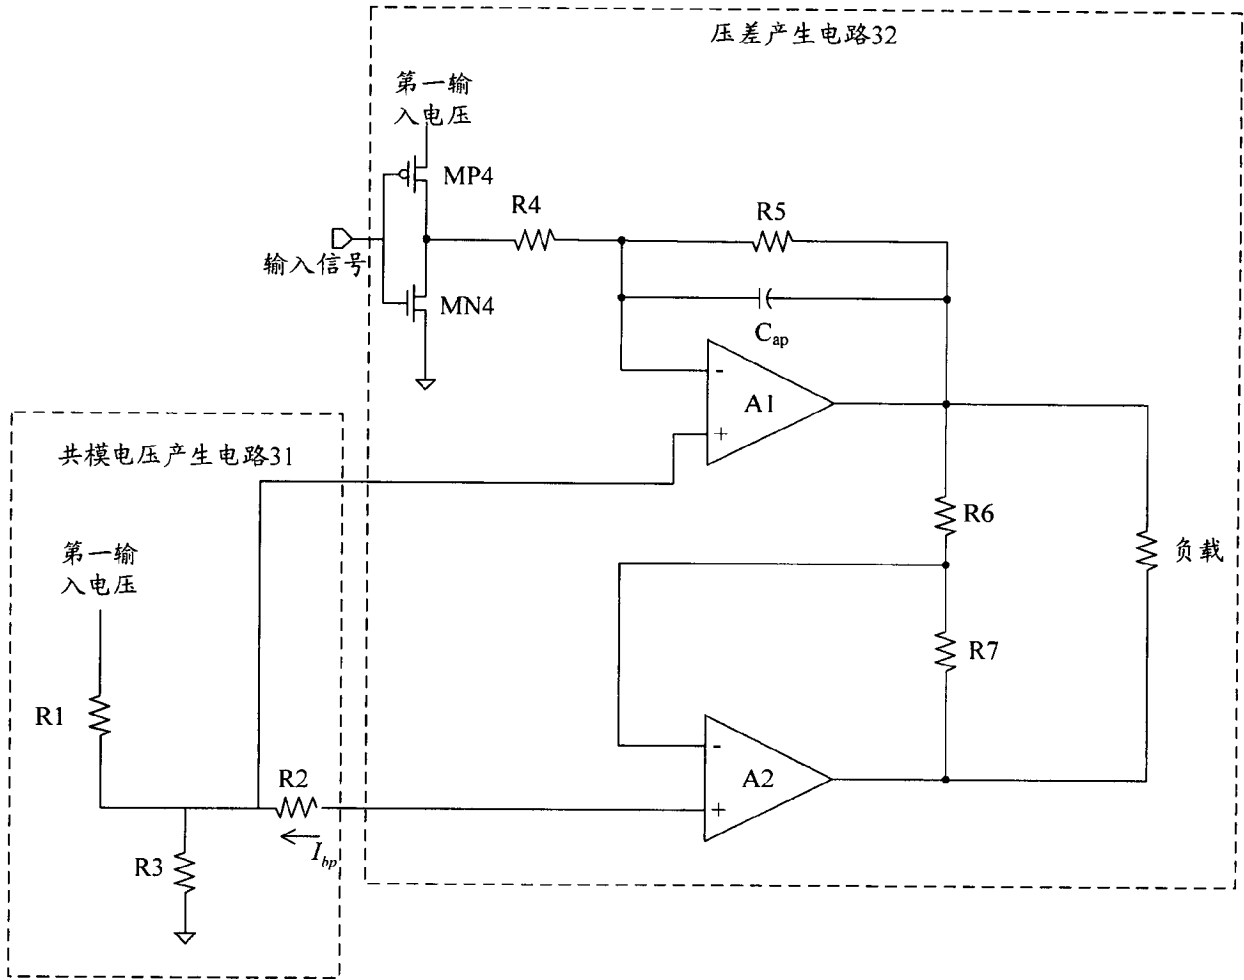 压差产生电路32
第一输
入电压
MP4
R4
R5
输入信号
MN4
Cap
-
A1
+
共模电压产生电路31
第一输
入电压
R6
负载
R7
R1
-
R2
A2
+
Ibp
R3